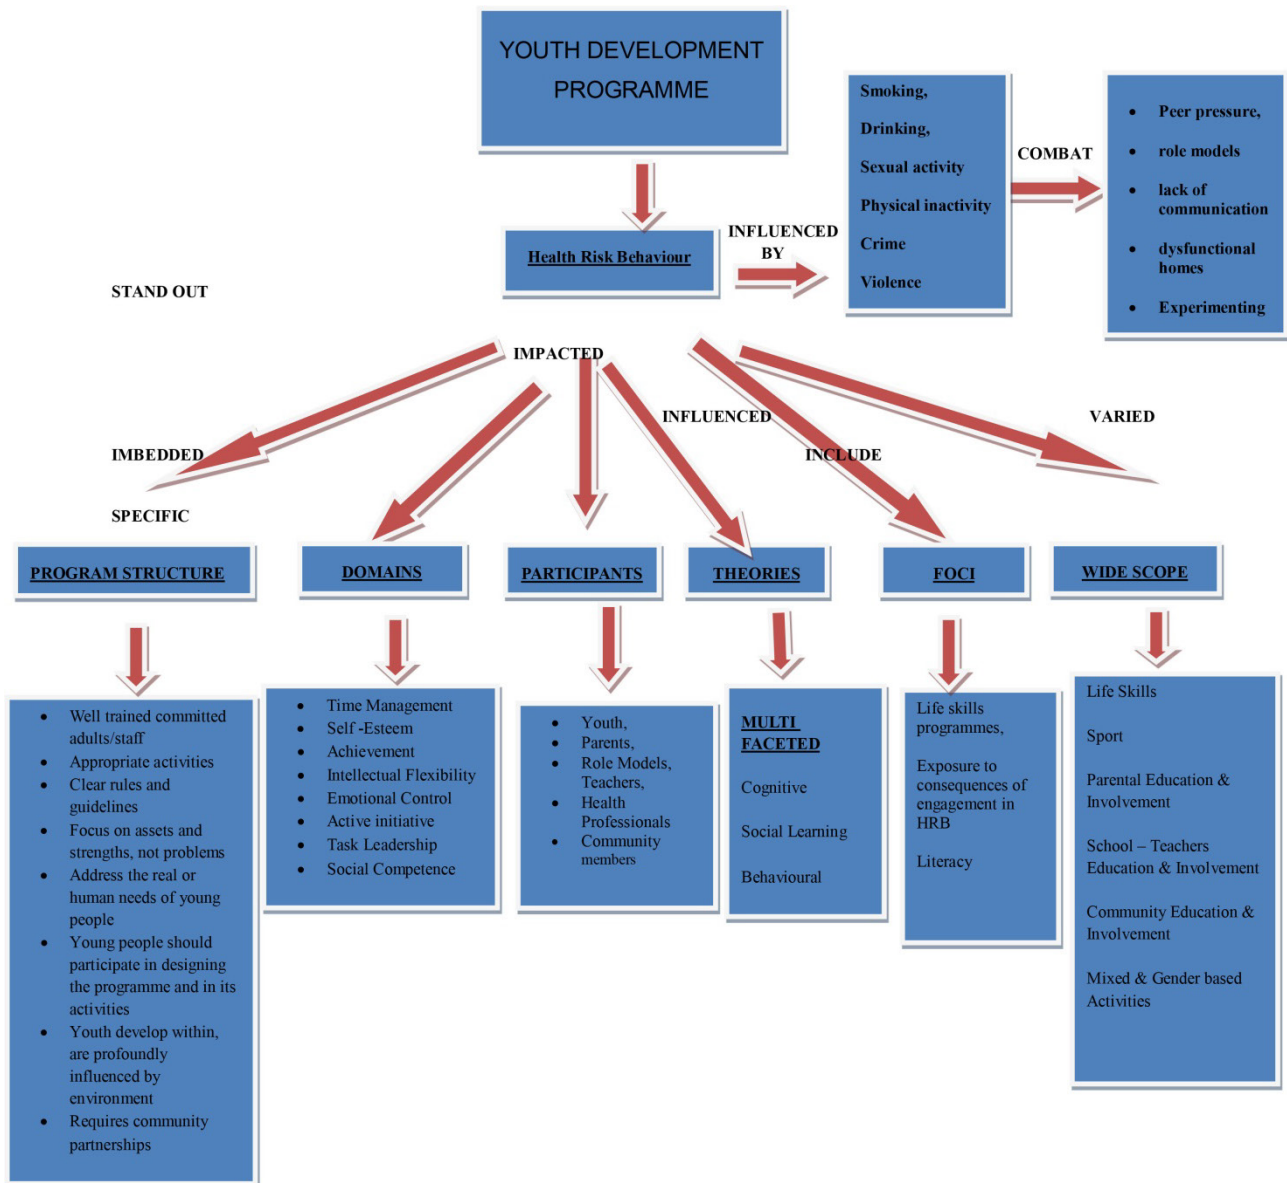 YOUTH DEVELOPMENT
PROGRAMME
Smoking,
Drinking,
Sexual activity
Physical inactivity
Crime
Violence
COMBAT
• Peer pressure,
• role models
• lack of
communication
• dysfunctional
homes
• Experimenting
Health Risk Behaviour
INFLUENCED
BY
STAND OUT
IMPACTED
INFLUENCED
VARIED
IMBEDDED
INCLUDE
SPECIFIC
PROGRAM STRUCTURE
DOMAINS
PARTICIPANTS
THEORIES
FOCI
WIDE SCOPE
• Well trained committed
adults/staff
• Appropriate activities
• Clear rules and
guidelines
• Focus on assets and
strengths, not problems
• Address the real or
human needs of young
people
• Young people should
participate in designing
the programme and in its
activities
• Youth develop within,
are profoundly
influenced by
environment
• Requires community
partnerships
• Time Management
• Self -Esteem
• Achievement
• Intellectual Flexibility
• Emotional Control
• Active initiative
• Task Leadership
• Social Competence
• Youth,
• Parents,
• Role Models,
Teachers,
• Health
Professionals
• Community
members
MULTI
FACETED
Cognitive
Social Learning
Behavioural
Life skills
programmes,
Exposure to
consequences of
engagement in
HRB
Literacy
Life Skills
Sport
Parental Education &
Involvement
School – Teachers
Education & Involvement
Community Education &
Involvement
Mixed & Gender based
Activities